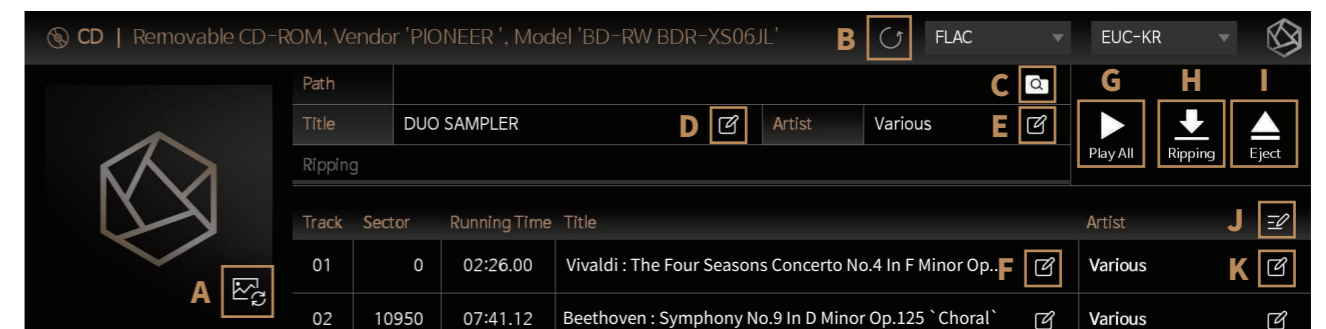 CD | Removable CD-ROM, Vendor 'PIONEER ', Model 'BD-RW BDR-XS06JL' B FLAC EUC-KR
Path C G H I
Title DUO SAMPLER D Artist Various E
Play All Ripping Eject
Ripping
Track Sector Running Time Title Artist J
01 0 02:26.00 Vivaldi : The Four Seasons Concerto No.4 In F Minor Op.. F Various K
A
02 10950 07:41.12 Beethoven : Symphony No.9 In D Minor Op.125 `Choral` Various